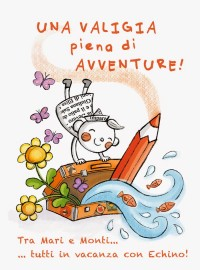 UNA VALIGIA
piena di
AVVENTURE!
Tra Mari e Monti...
... tutti in vacanza con Echino!